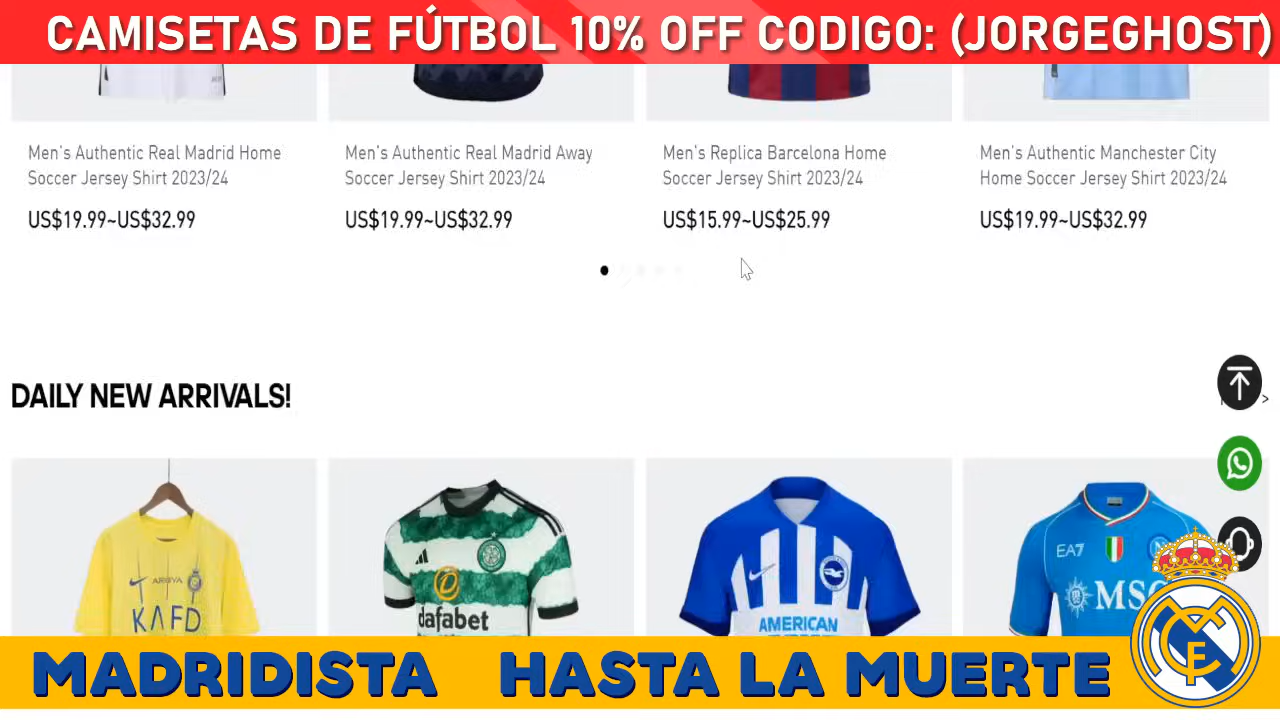 CAMISETAS DE FÚTBOL 10% OFF CODIGO: (JORGEGHOST)
Men's Authentic Real Madrid Home
Soccer Jersey Shirt 2023/24
US$19.99~US$32.99
Men's Authentic Real Madrid Away
Soccer Jersey Shirt 2023/24
US$19.99~US$32.99
Men's Replica Barcelona Home
Soccer Jersey Shirt 2023/24
US$15.99~US$25.99
Men's Authentic Manchester City
Home Soccer Jersey Shirt 2023/24
US$19.99~US$32.99
DAILY NEW ARRIVALS!
>
KAFD
dafabet
AMERICAN
EA7
MSC
MADRIDISTA HASTA LA MUERTE